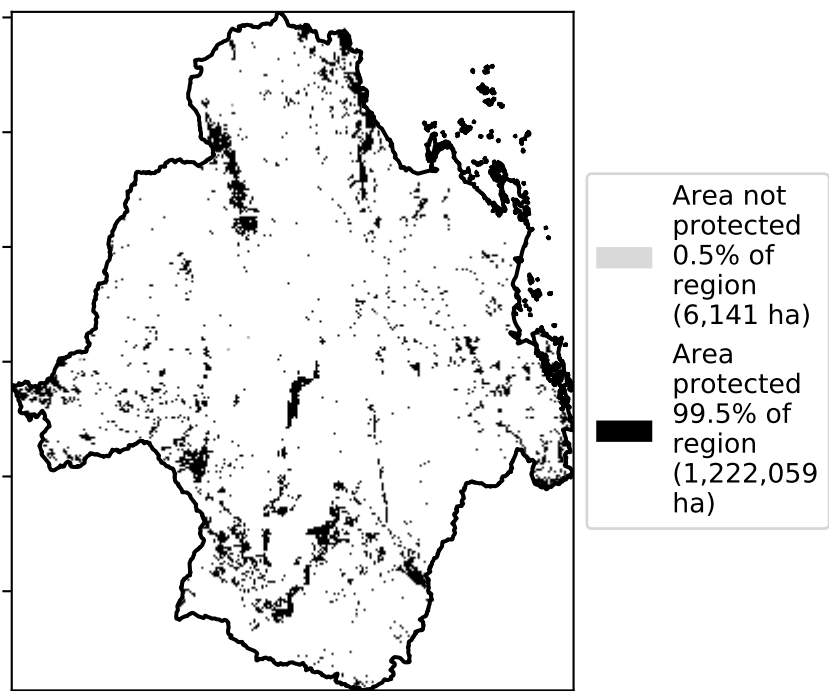 Area not
protected
0.5% of
region
(6,141 ha)
Area
protected
99.5% of
region
(1,222,059
ha)